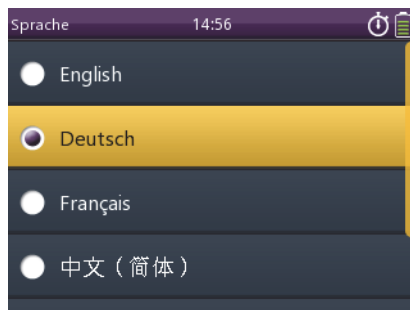 Sprache 14:56
English
Deutsch
Français
中文（简体）